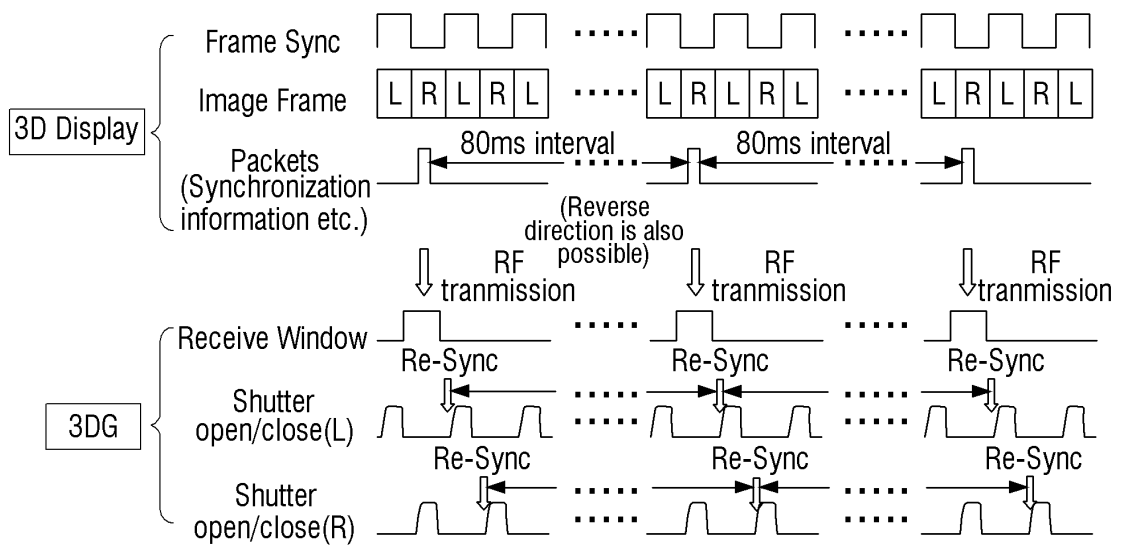 Frame Sync
Image Frame
L R L R L
L R L R L
L R L R L
3D Display
Packets
(Synchronization
information etc.)
80ms interval
80ms interval
(Reverse
direction is also
possible)
RF
tranmission
RF
tranmission
RF
tranmission
Receive Window
Re-Sync
Re-Sync
Re-Sync
3DG
Shutter
open/close(L)
Re-Sync
Re-Sync
Re-Sync
Shutter
open/close(R)